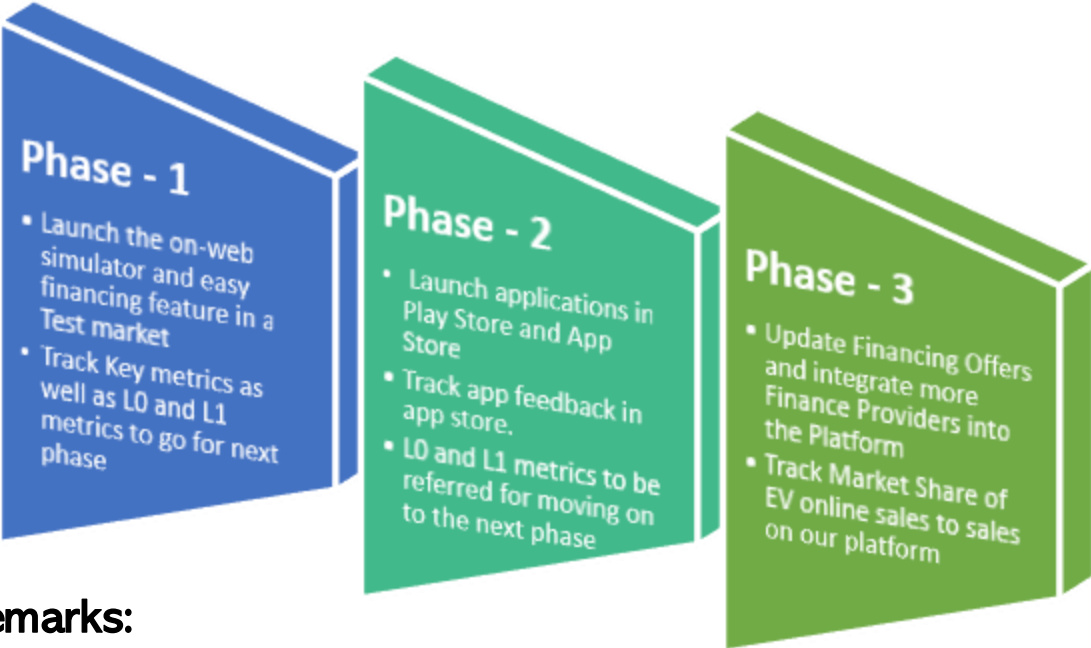 Phase - 1
▪ Launch the on-web
simulator and easy
financing feature in a
Test market
• Track Key metrics as
well as L0 and L1
metrics to go for next
phase
Phase - 2
• Launch applications in
Play Store and App
Store
• Track app feedback in
app store.
▪ L0 and L1 metrics to be
referred for moving on
to the next phase
Phase - 3
▪ Update Financing Offers
and integrate more
Finance Providers into
the Platform
▪ Track Market Share of
EV online sales to sales
on our platform
emarks: